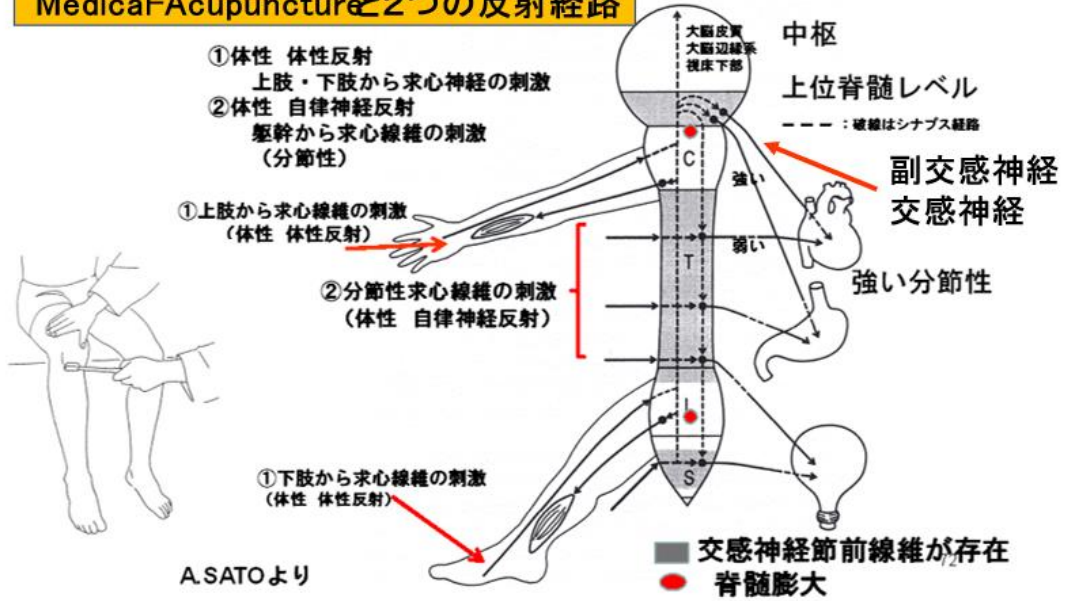 Medical Acupunctureと2つの反射経路
①体性 体性反射
上肢・下肢から求心神経の刺激
②体性 自律神経反射
躯幹から求心線維の刺激
(分節性)
大脳皮質
大脳辺縁系
視床下部
中枢
上位脊髄レベル
---- :破線はシナプス経路
副交感神経
交感神経
C
強い
①上肢から求心線維の刺激
(体性 体性反射)
弱い
T
強い分節性
②分節性求心線維の刺激
(体性 自律神経反射)
L
S
①下肢から求心線維の刺激
(体性 体性反射)
交感神経節前線維が存在
72
脊髄膨大
A.SATOより